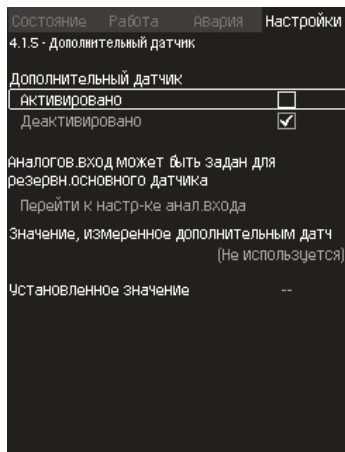 Состояние Работа Авария Настройки
4.1.5 - Дополнительный датчик
Дополнительный датчик
Активировано
Деактивировано
Аналогов.вход может быть задан для
резервн.основного датчика
Перейти к настр-ке анал.входа
Значение, измеренное дополнительным датч
(Не используется)
Установленное значение --